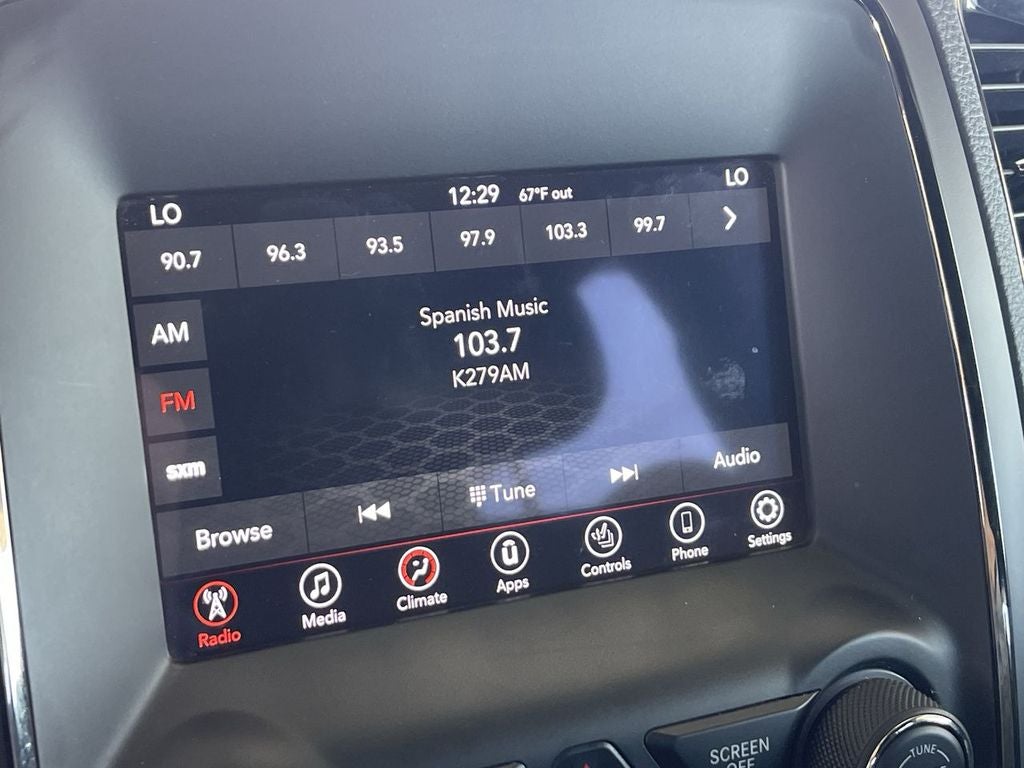 LO 12:29 67°F out LO
90.7 96.3 93.5 97.9 103.3 99.7
Spanish Music
AM 103.7
K279AM
FM
sxm
Browse Tune Audio
Radio Media Climate Apps Controls Phone Settings
SCREEN
OFF
TUNE